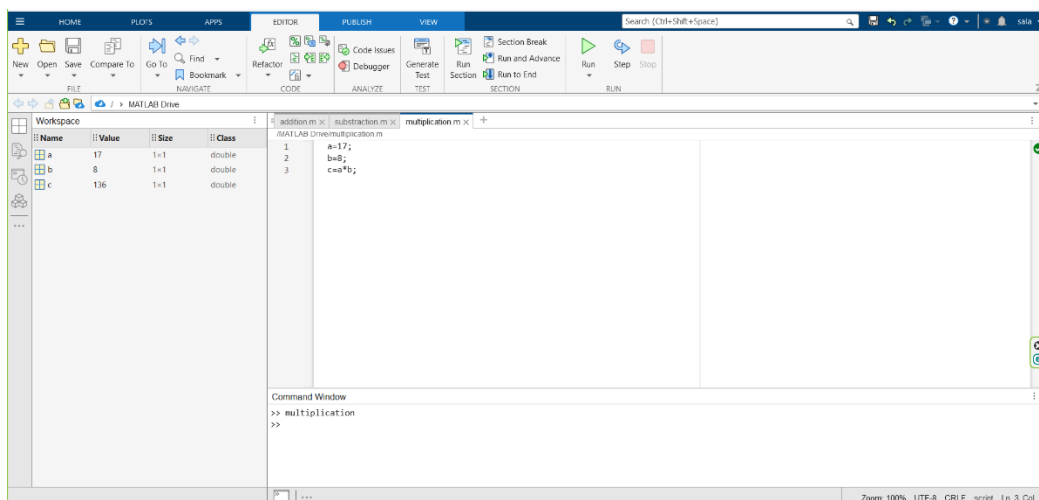 HOME PLOTS APPS EDITOR PUBLISH VIEW Search (Ctrl+Shift+Space) sala
New Open Save Compare To Go To Find Bookmark Refactor Code Issues Debugger Generate Test Run Section Section Break Run and Advance Run to End Run Step Stop
FILE NAVIGATE CODE ANALYZE TEST SECTION RUN
/ > MATLAB Drive
Workspace
Name Value Size Class
a 17 1×1 double
b 8 1×1 double
c 136 1×1 double
addition.m × substraction.m × multiplication.m × +
/MATLAB Drive/multiplication.m
1 a=17;
2 b=8;
3 c=a*b;
Command Window
>> multiplication
>>
Zoom: 100% UTF-8 CRLF script Ln 3 Col